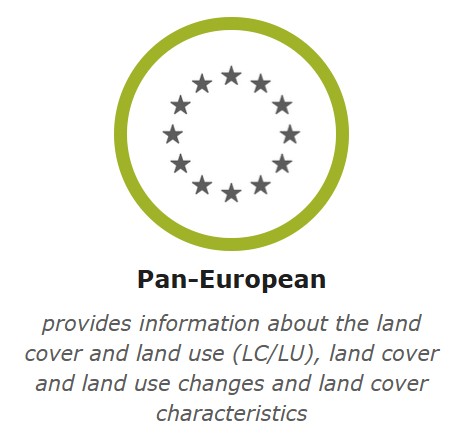 Pan-European
provides information about the land
cover and land use (LC/LU), land cover
and land use changes and land cover
characteristics